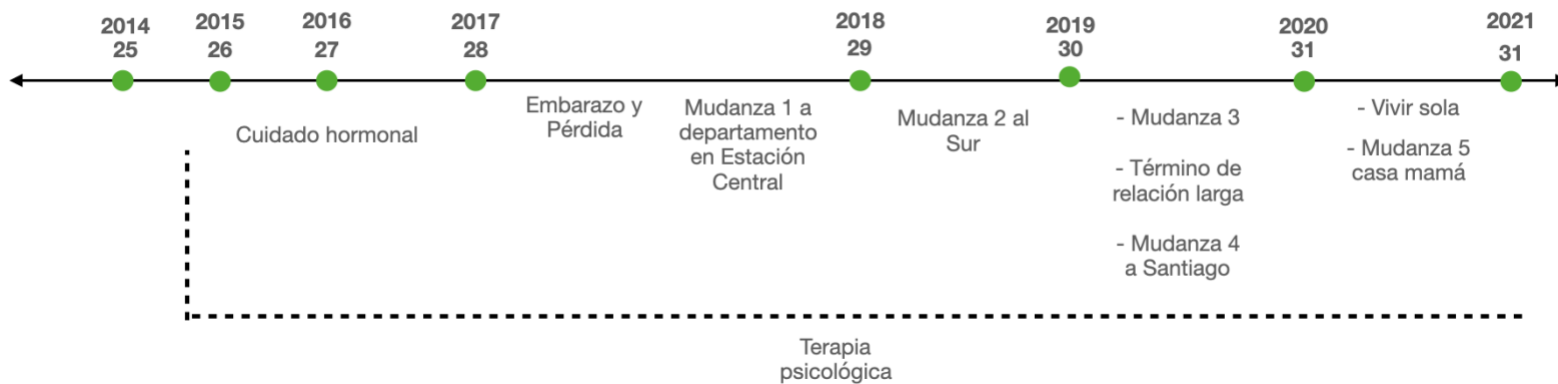 2014
25
2015
26
2016
27
2017
28
2018
29
2019
30
2020
31
2021
31
Cuidado hormonal
Embarazo y
Pérdida
Mudanza 1 a
departamento
en Estación
Central
Mudanza 2 al
Sur
- Mudanza 3
- Término de
relación larga
- Mudanza 4
a Santiago
- Vivir sola
- Mudanza 5
casa mamá
Terapia
psicológica